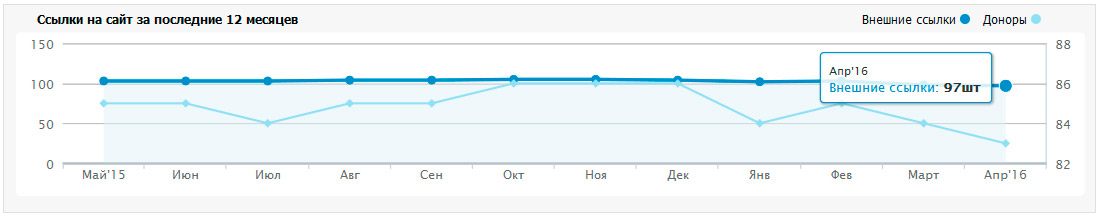 Ссылки на сайт за последние 12 месяцев
Внешние ссылки Доноры
150 88
Апр'16
Внешние ссылки: 97шт
100 86
50 84
0 82
Май'15 Июн Июл Авг Сен Окт Ноя Дек Янв Фев Март Апр'16